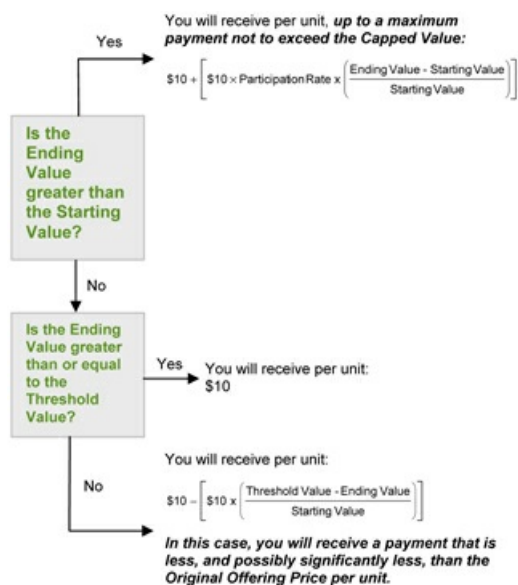 You will receive per unit, up to a maximum
payment not to exceed the Capped Value:
Yes
$10 + [ $10 × Participation Rate x ( Ending Value - Starting Value / Starting Value ) ]
Is the
Ending
Value
greater than
the Starting
Value?
No
Is the Ending
Value greater
than or equal
to the
Threshold
Value?
Yes
You will receive per unit:
$10
You will receive per unit:
No
$10 – [ $10 x ( Threshold Value - Ending Value / Starting Value ) ]
In this case, you will receive a payment that is
less, and possibly significantly less, than the
Original Offering Price per unit.